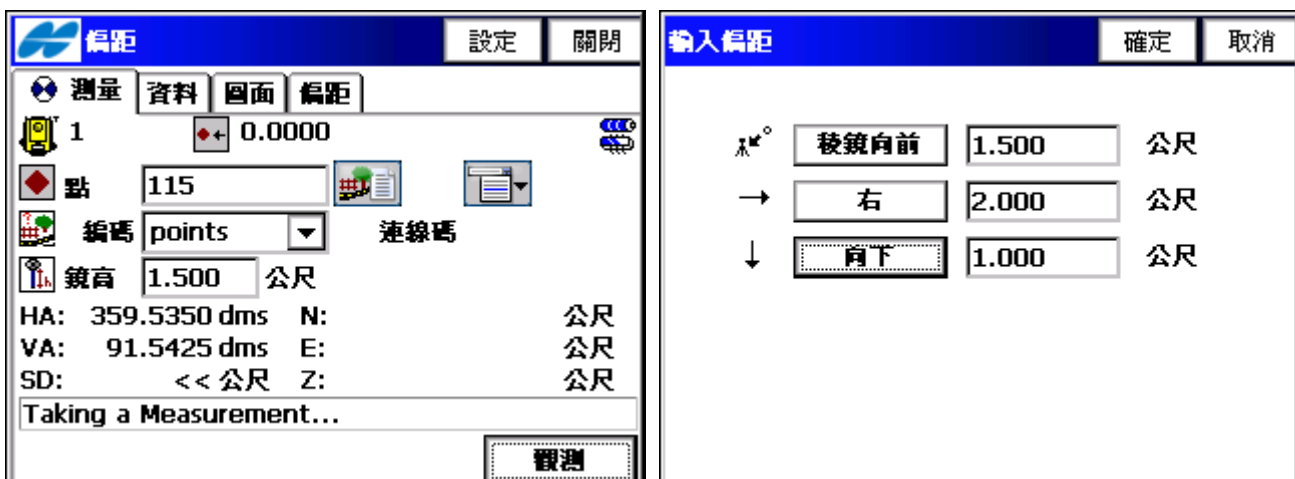 偏距 設定 關閉
測量 資料 圖面 偏距
1 0.0000
點 115
編碼 points 連線碼
鏡高 1.500 公尺
HA: 359.5350 dms N: 公尺
VA: 91.5425 dms E: 公尺
SD: << 公尺 Z: 公尺
Taking a Measurement...
觀測
輸入偏距 確定 取消
稜鏡向前 1.500 公尺
右 2.000 公尺
向下 1.000 公尺